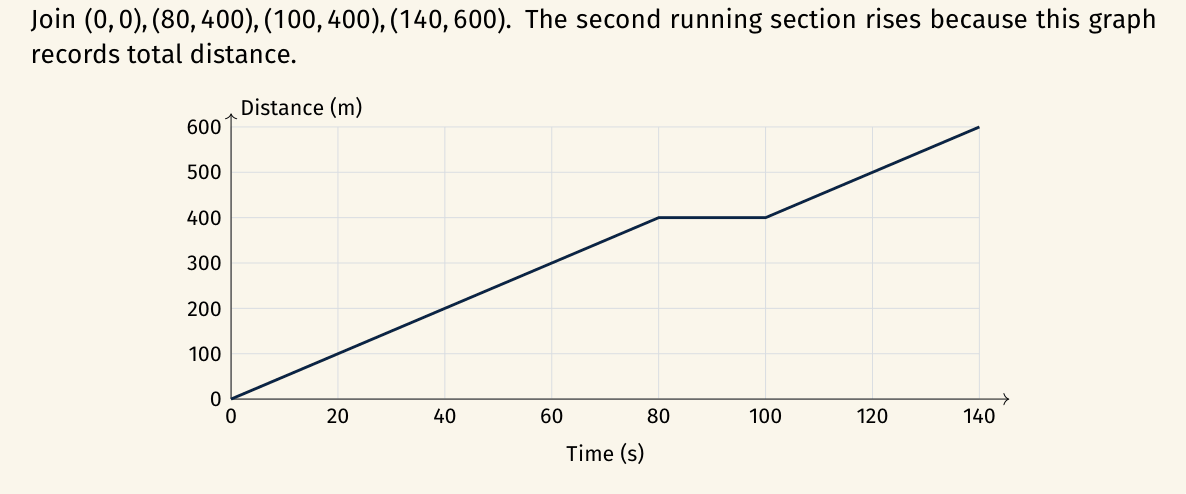 Join (0, 0), (80, 400), (100, 400), (140, 600). The second running section rises because this graph
records total distance.
Distance (m)
600
500
400
300
200
100
0
0 20 40 60 80 100 120 140
Time (s)